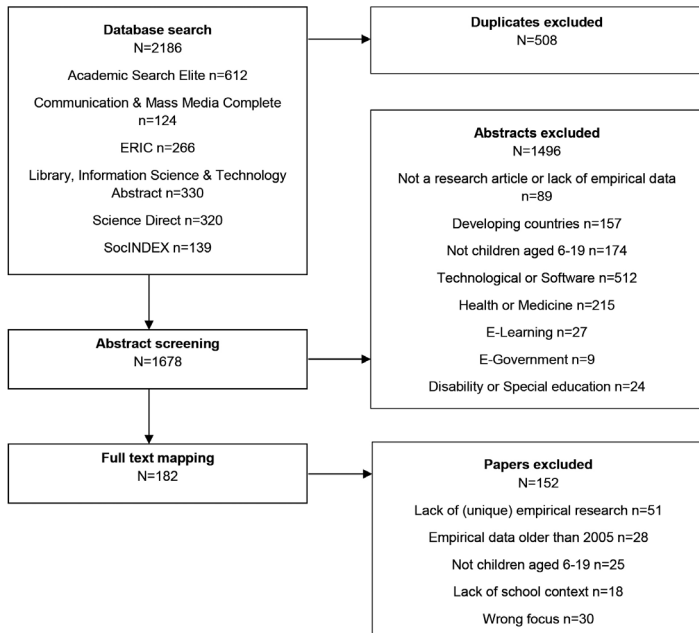 Database search
N=2186
Academic Search Elite n=612
Communication & Mass Media Complete
n=124
ERIC n=266
Library, Information Science & Technology
Abstract n=330
Science Direct n=320
SocINDEX n=139
Duplicates excluded
N=508
Abstracts excluded
N=1496
Not a research article or lack of empirical data
n=89
Developing countries n=157
Not children aged 6-19 n=174
Technological or Software n=512
Health or Medicine n=215
E-Learning n=27
E-Government n=9
Disability or Special education n=24
Abstract screening
N=1678
Full text mapping
N=182
Papers excluded
N=152
Lack of (unique) empirical research n=51
Empirical data older than 2005 n=28
Not children aged 6-19 n=25
Lack of school context n=18
Wrong focus n=30